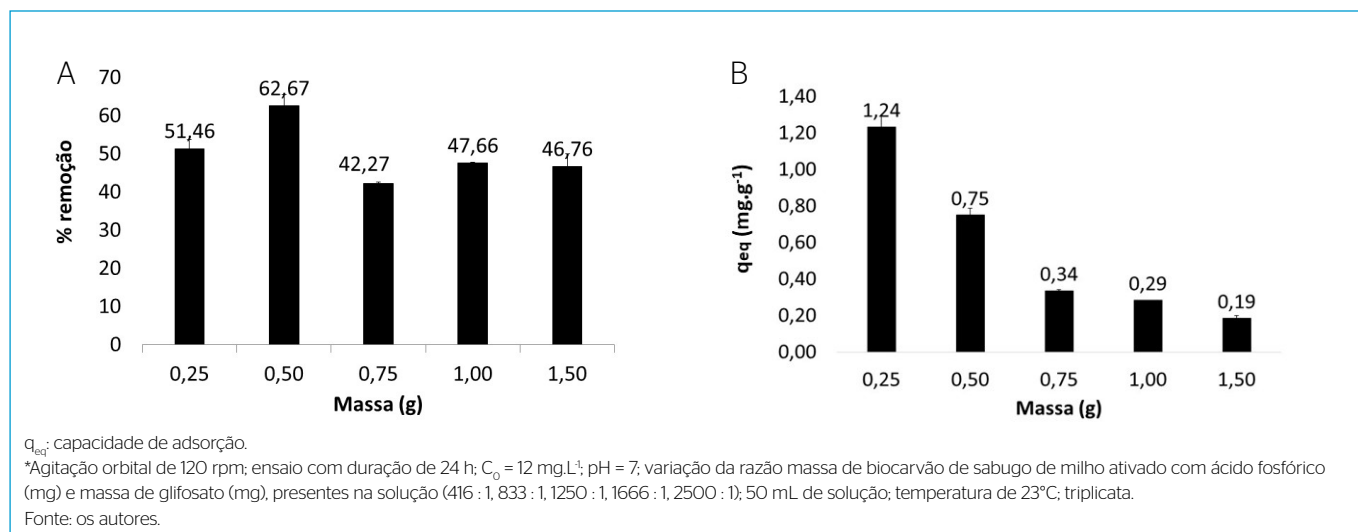 A
% remoção
70
60
50
40
30
20
10
0
51,46
62,67
42,27
47,66
46,76
0,25 0,50 0,75 1,00 1,50
Massa (g)
B
qeq (mg.g-1)
1,40
1,20
1,00
0,80
0,60
0,40
0,20
0,00
1,24
0,75
0,34
0,29
0,19
0,25 0,50 0,75 1,00 1,50
Massa (g)
qeq: capacidade de adsorção.
*Agitação orbital de 120 rpm; ensaio com duração de 24 h; C0 = 12 mg.L-1; pH = 7; variação da razão massa de biocarvão de sabugo de milho ativado com ácido fosfórico
(mg) e massa de glifosato (mg), presentes na solução (416 : 1, 833 : 1, 1250 : 1, 1666 : 1, 2500 : 1); 50 mL de solução; temperatura de 23°C; triplicata.
Fonte: os autores.